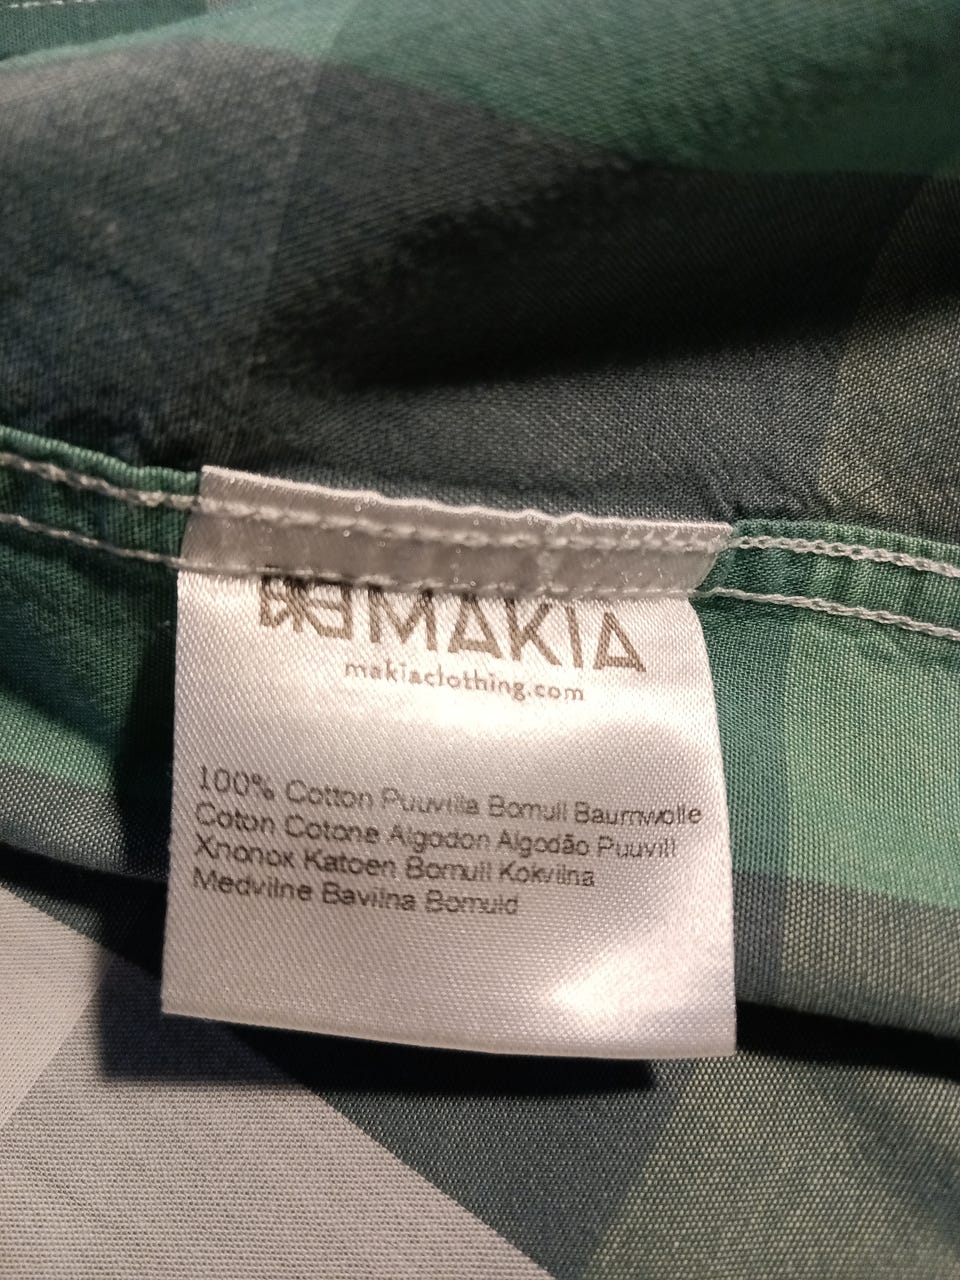 MAKIA
makiaclothing.com
100% Cotton Puuvilla Bomull Baumwolle
Coton Cotone Algodon Algodão Puuvill
Хлопок Katoen Bomull Kokvilna
Medvilne Bavilna Bomuld